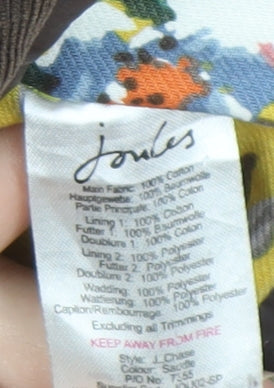 Joules
Main Fabric: 100% Cotton
Hauptgewebe: 100% Baumwolle
Partie Principale: 100% Coton
Lining 1: 100% Cotton
Futter 1: 100% Baumwolle
Doublure 1: 100% Coton
Lining 2: 100% Polyester
Futter 2: 100% Polyester
Doublure 2: 100% Polyester
Wadding: 100% Polyester
Wattierung: 100% Polyester
Capiton/Rembourrage: 100% Polyester
Excluding all Trimmings
KEEP AWAY FROM FIRE
Style: J_Chase
Colour:
P/O No: